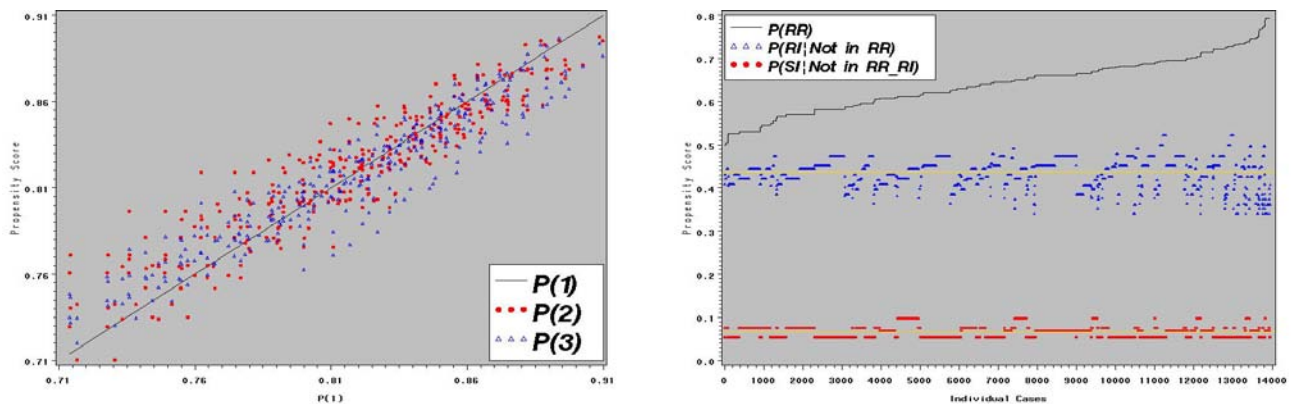 0.91
0.86
0.81
0.76
0.71
Propensity Score
P(1)
P(2)
P(3)
0.71 0.76 0.81 0.86 0.91
P(1)
0.8
0.7
0.6
0.5
0.4
0.3
0.2
0.1
0.0
Propensity Score
P(RR)
P(RI¦Not in RR)
P(SI¦Not in RR_RI)
0 1000 2000 3000 4000 5000 6000 7000 8000 9000 10000 11000 12000 13000 14000
Individual Cases